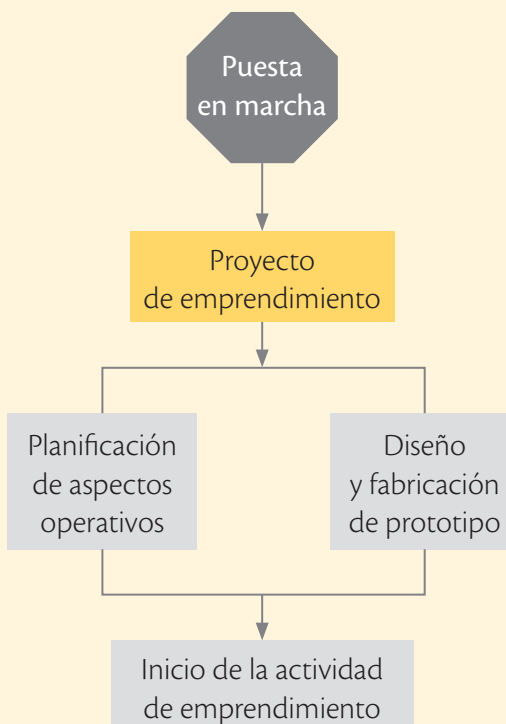 Puesta
en marcha
Proyecto
de emprendimiento
Planificación
de aspectos
operativos
Diseño
y fabricación
de prototipo
Inicio de la actividad
de emprendimiento